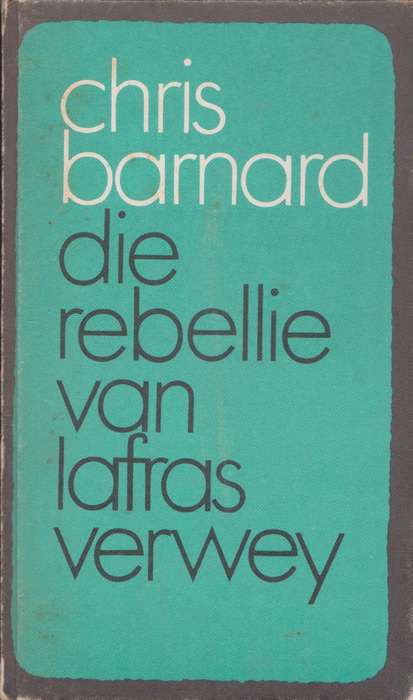 chris
barnard
die
rebellie
van
lafras
verwey